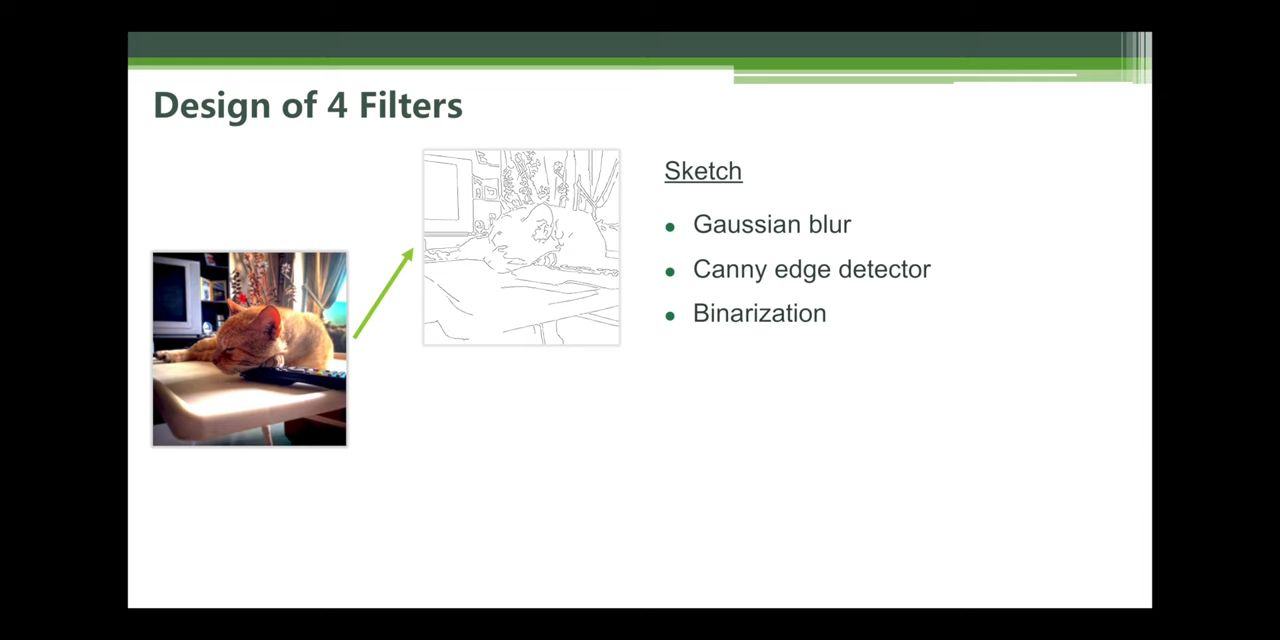 Design of 4 Filters
Sketch
Gaussian blur
Canny edge detector
Binarization